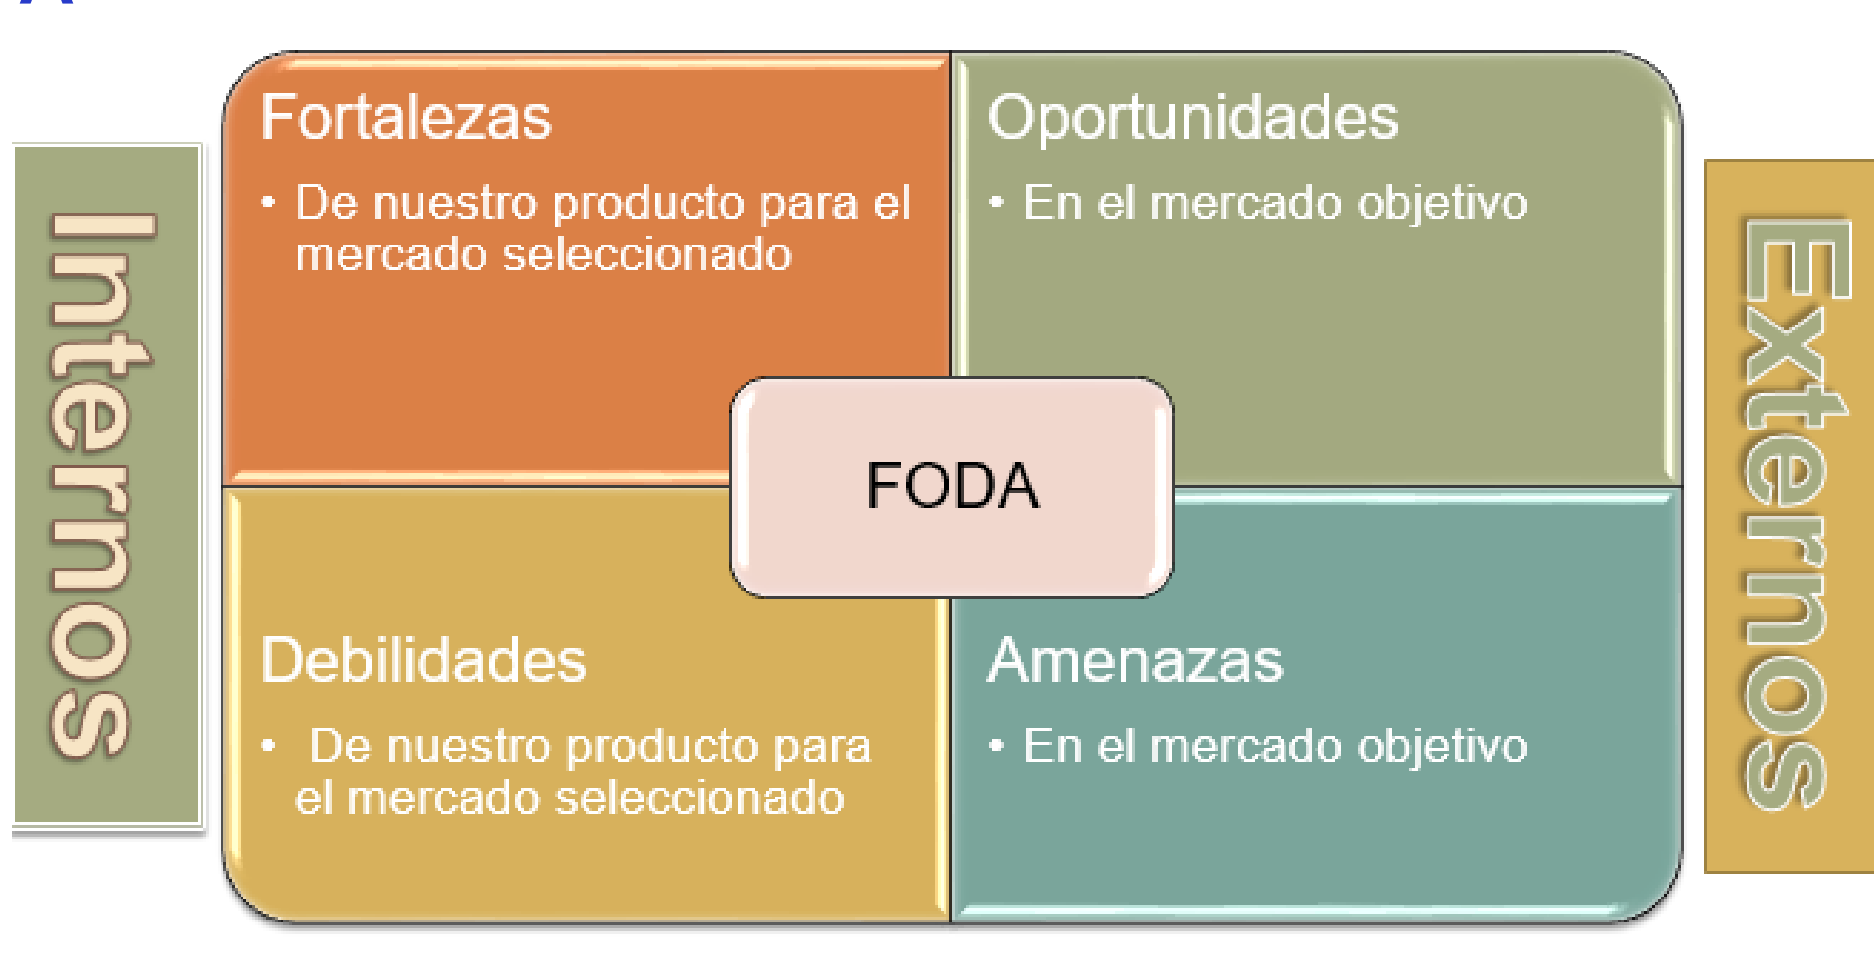 Internos
Fortalezas
• De nuestro producto para el
mercado seleccionado
Oportunidades
• En el mercado objetivo
FODA
Debilidades
• De nuestro producto para
el mercado seleccionado
Amenazas
• En el mercado objetivo
Externos